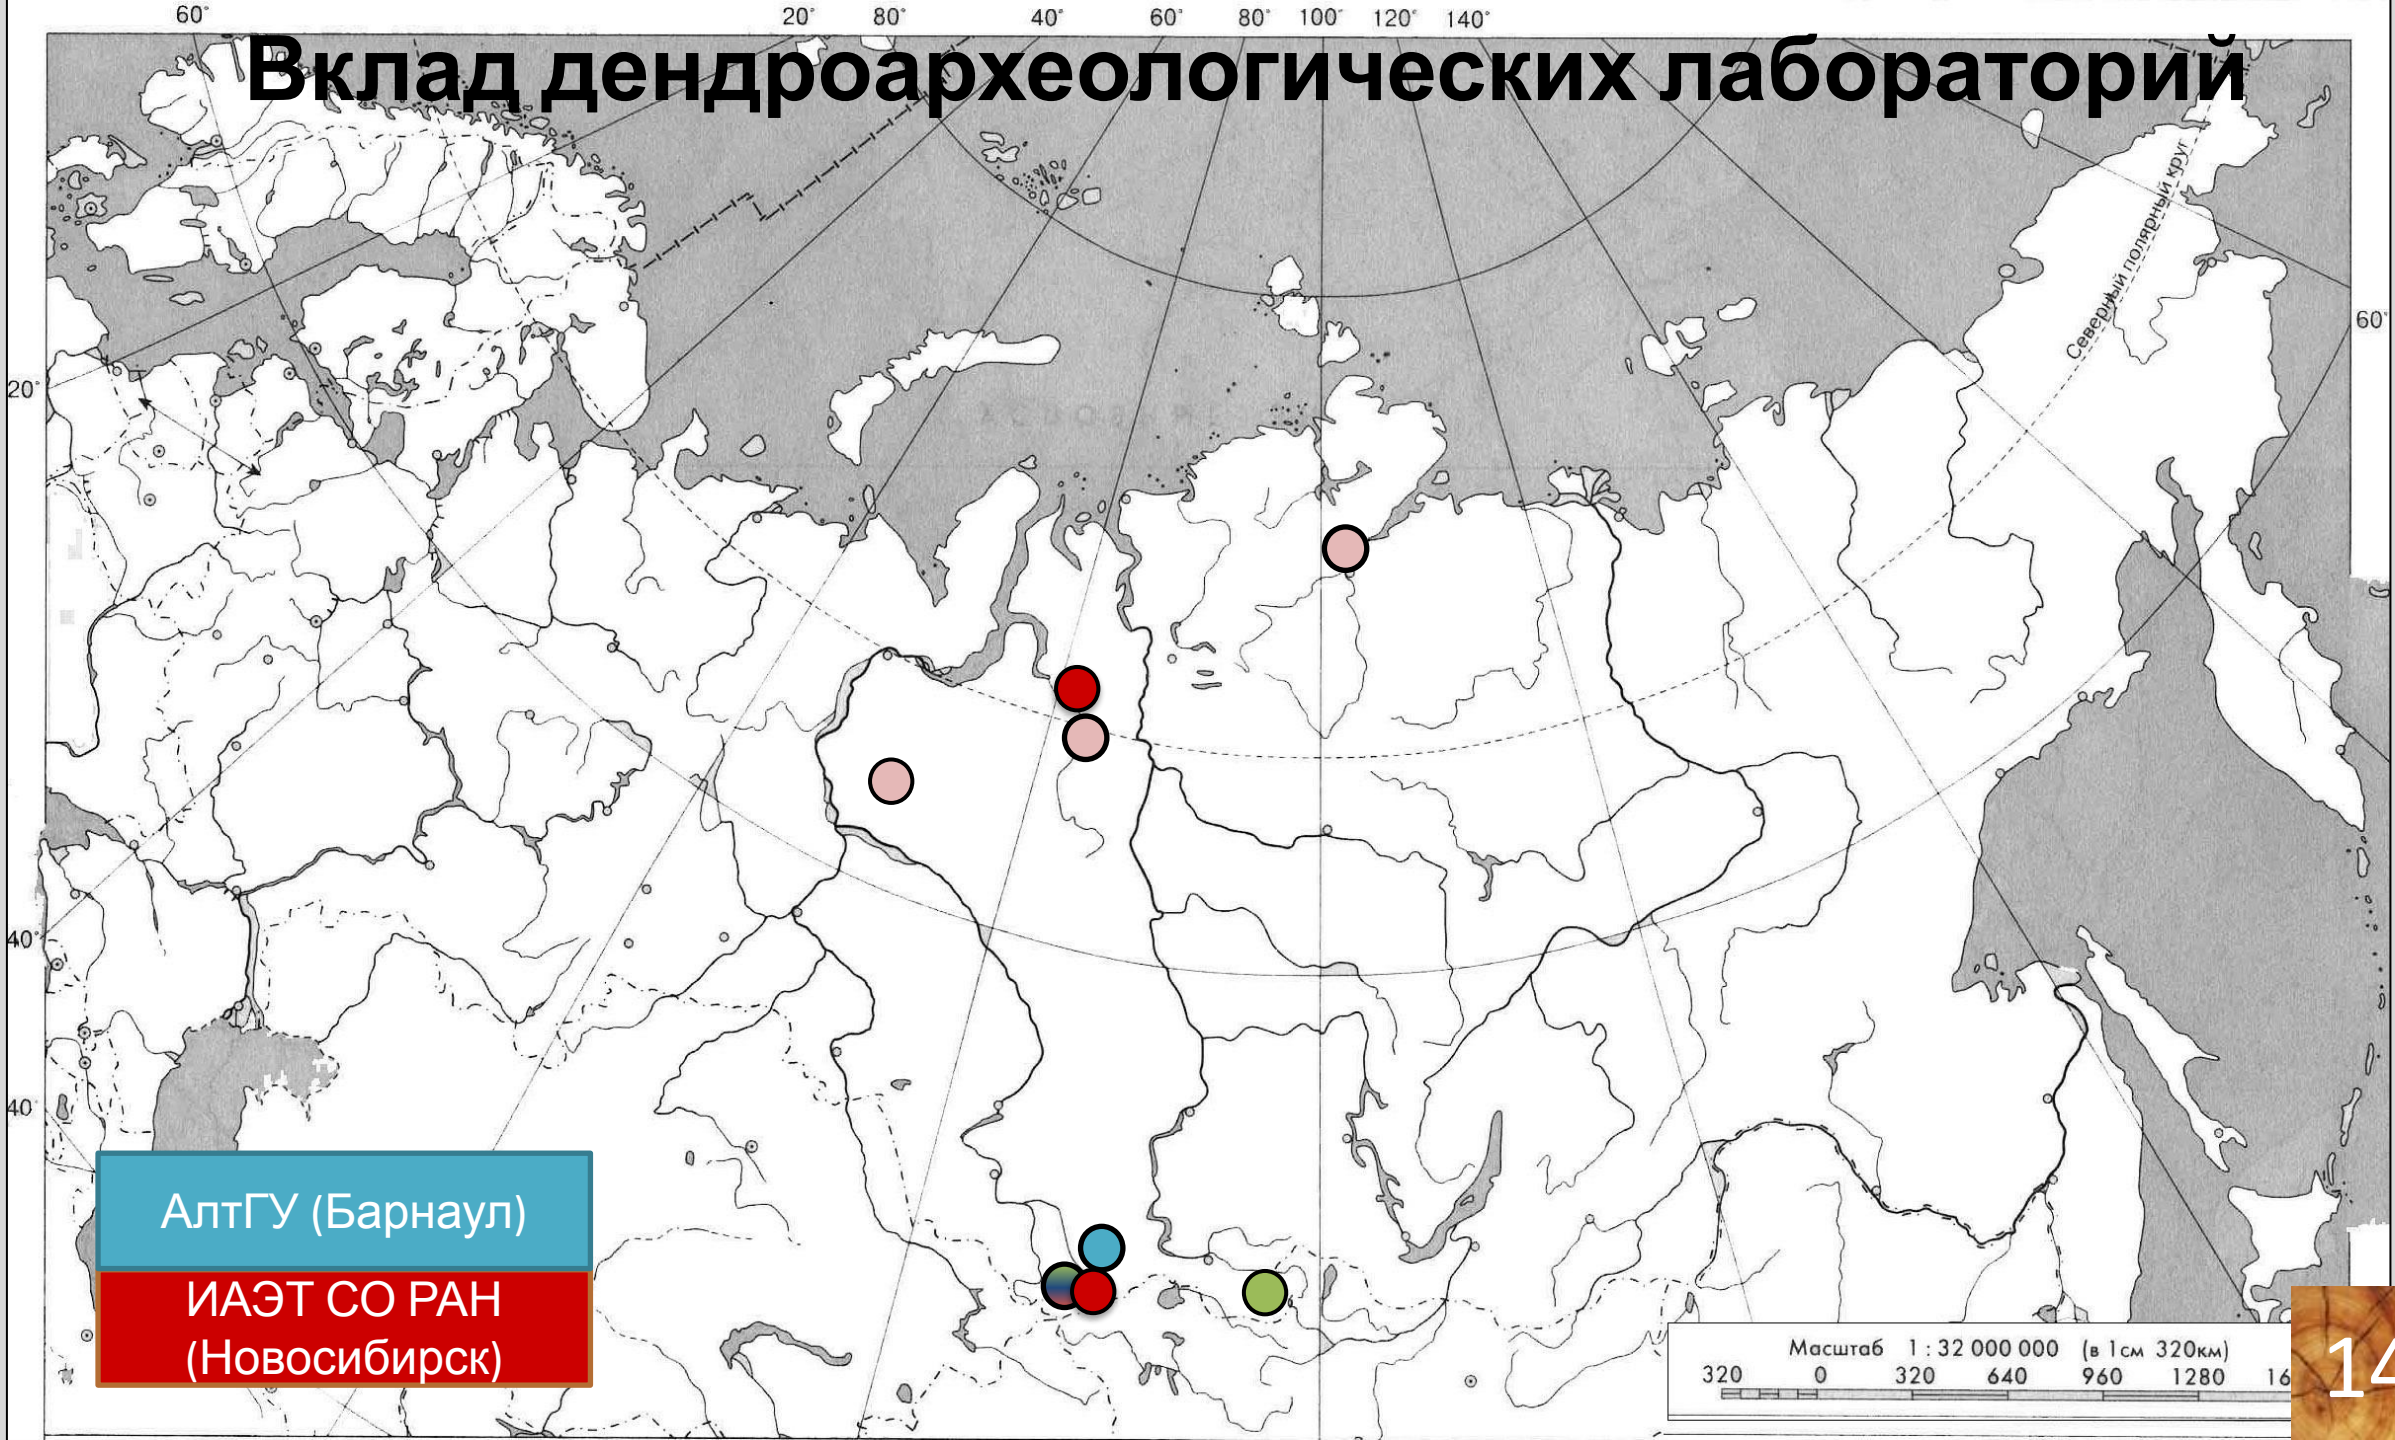 60° 20° 80° 40° 60° 80° 100° 120° 140°
Вклад дендроархеологических лабораторий
Северный полярный круг
60°
20°
40°
40°
АлтГУ (Барнаул)
ИАЭТ СО РАН
(Новосибирск)
Масштаб 1 : 32 000 000 (в 1см 320км)
320 0 320 640 960 1280 16
14